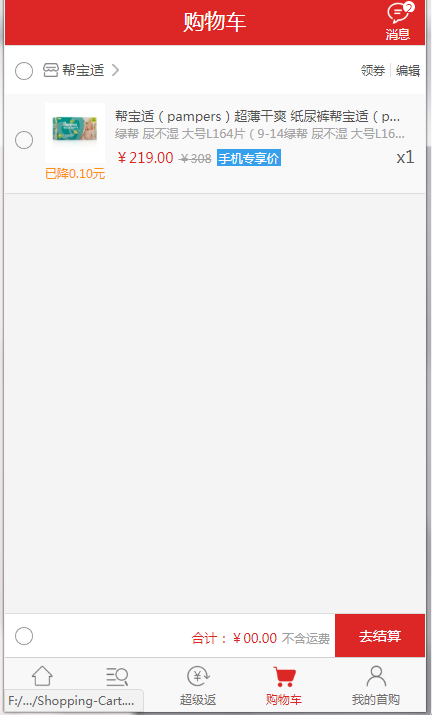 购物车
2
消息
帮宝适
领券 编辑
帮宝适（pampers）超薄干爽 纸尿裤帮宝适（p...
绿帮 尿不湿 大号L164片（9-14绿帮 尿不湿 大号L16...
￥219.00 ￥308 手机专享价 x1
已降0.10元
合计：￥00.00 不含运费
去结算
超级返
购物车
我的首购
F:/.../Shopping-Cart....